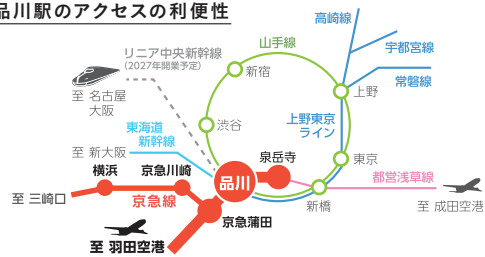 品川駅のアクセスの利便性
高崎線
宇都宮線
常磐線
リニア中央新幹線
(2027年開業予定)
山手線
新宿
上野
至 名古屋
大阪
渋谷
上野東京
ライン
東海道
新幹線
至 新大阪
泉岳寺
東京
横浜
京急川崎
品川
都営浅草線
至 三崎口
京急線
新橋
至 成田空港
京急蒲田
至 羽田空港